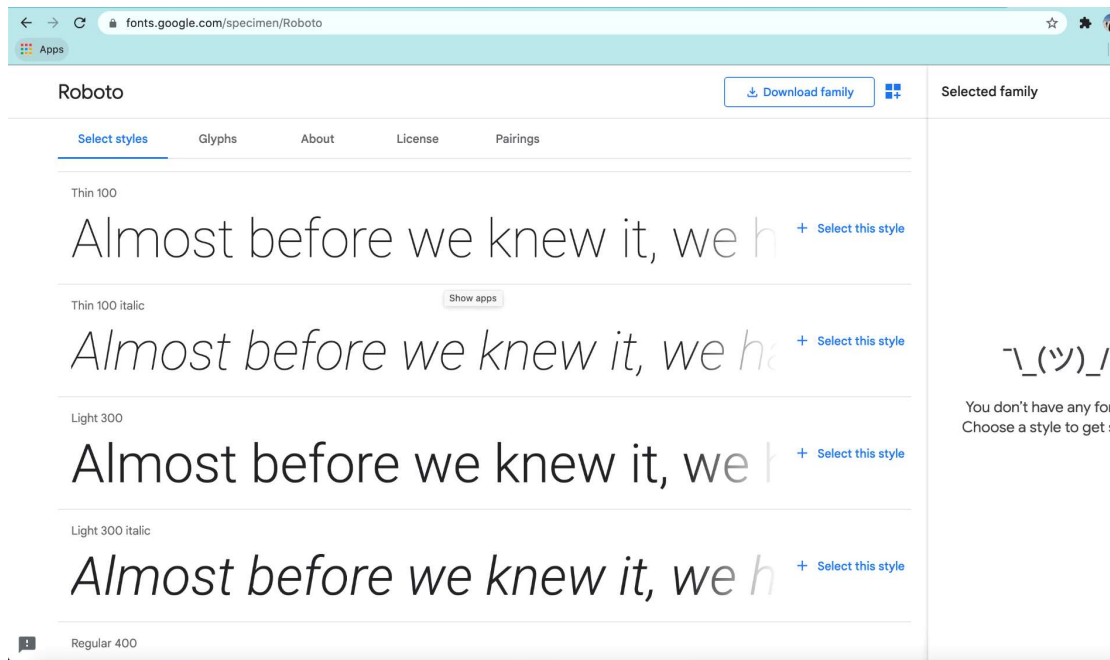 fonts.google.com/specimen/Roboto
Apps
Roboto
Download family
Selected family
Select styles Glyphs About License Pairings
Thin 100
Almost before we knew it, we h
+ Select this style
Show apps
Thin 100 italic
Almost before we knew it, we ha
+ Select this style
¯\_(ツ)_/
You don't have any for
Choose a style to get s
Light 300
Almost before we knew it, we h
+ Select this style
Light 300 italic
Almost before we knew it, we h
+ Select this style
Regular 400